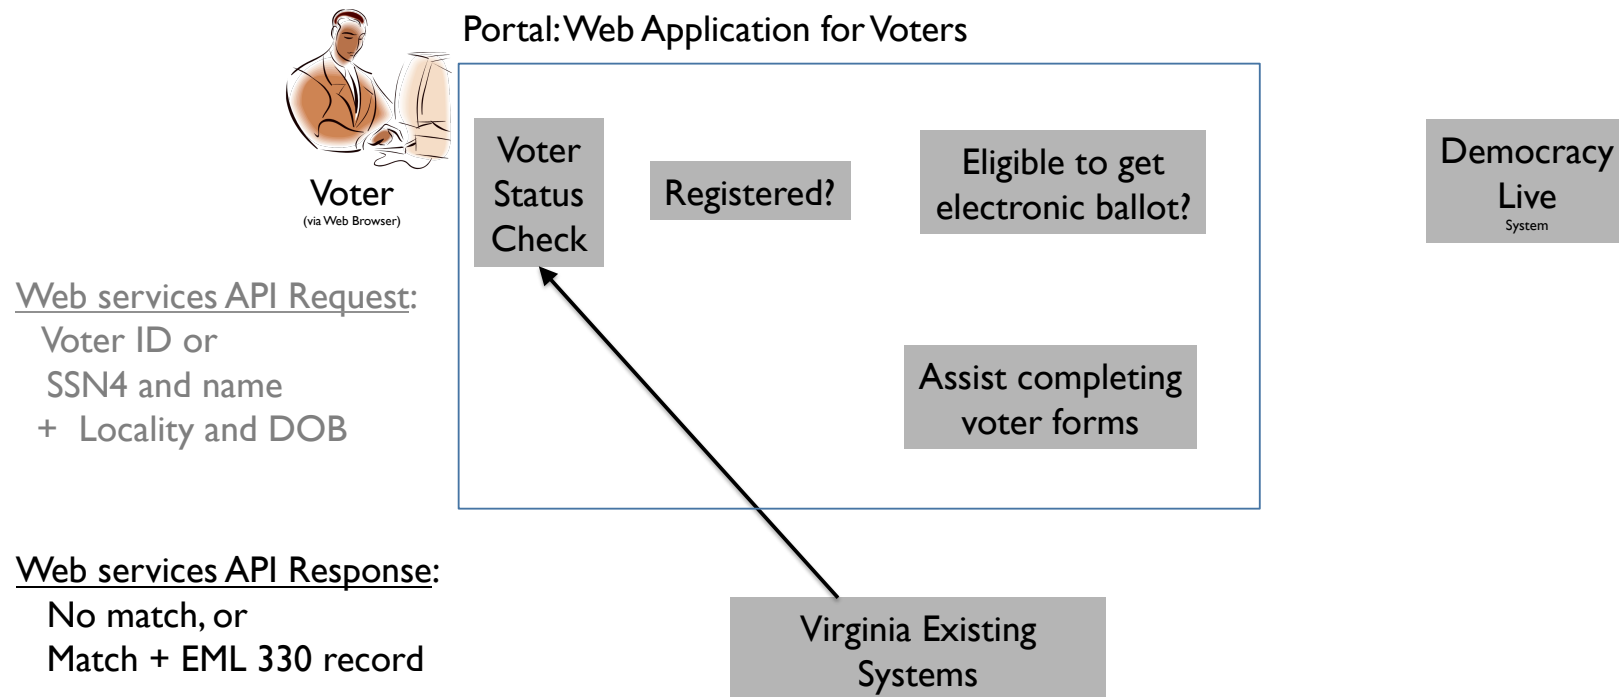 Portal: Web Application for Voters
Voter
(via Web Browser)
Voter
Status
Check
Registered?
Eligible to get
electronic ballot?
Democracy
Live
System
Web services API Request:
Voter ID or
SSN4 and name
+ Locality and DOB
Assist completing
voter forms
Web services API Response:
No match, or
Match + EML 330 record
Virginia Existing
Systems